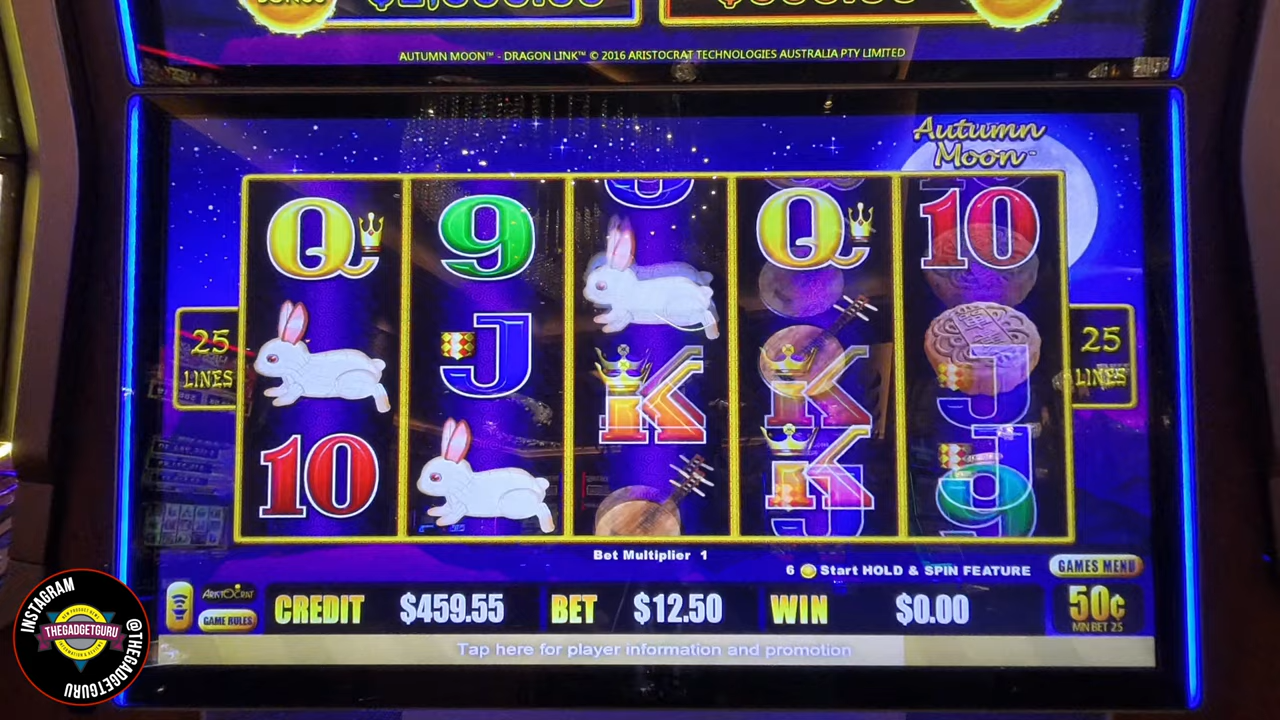 BONUS
AUTUMN MOON™ - DRAGON LINK™ © 2016 ARISTOCRAT TECHNOLOGIES AUSTRALIA PTY LIMITED
Autumn
Moon™
Q 9 Q 10
25
LINES
J K K J
25
LINES
10 K J 9
Bet Multiplier 1
6 Start HOLD & SPIN FEATURE
GAMES MENU
ARISTOCRAT
GAME RULES
CREDIT $459.55 BET $12.50 WIN $0.00
50¢
MIN BET 25
Tap here for player information and promotion
INSTAGRAM
THEGADGETGURU
@THEGADGETGURU